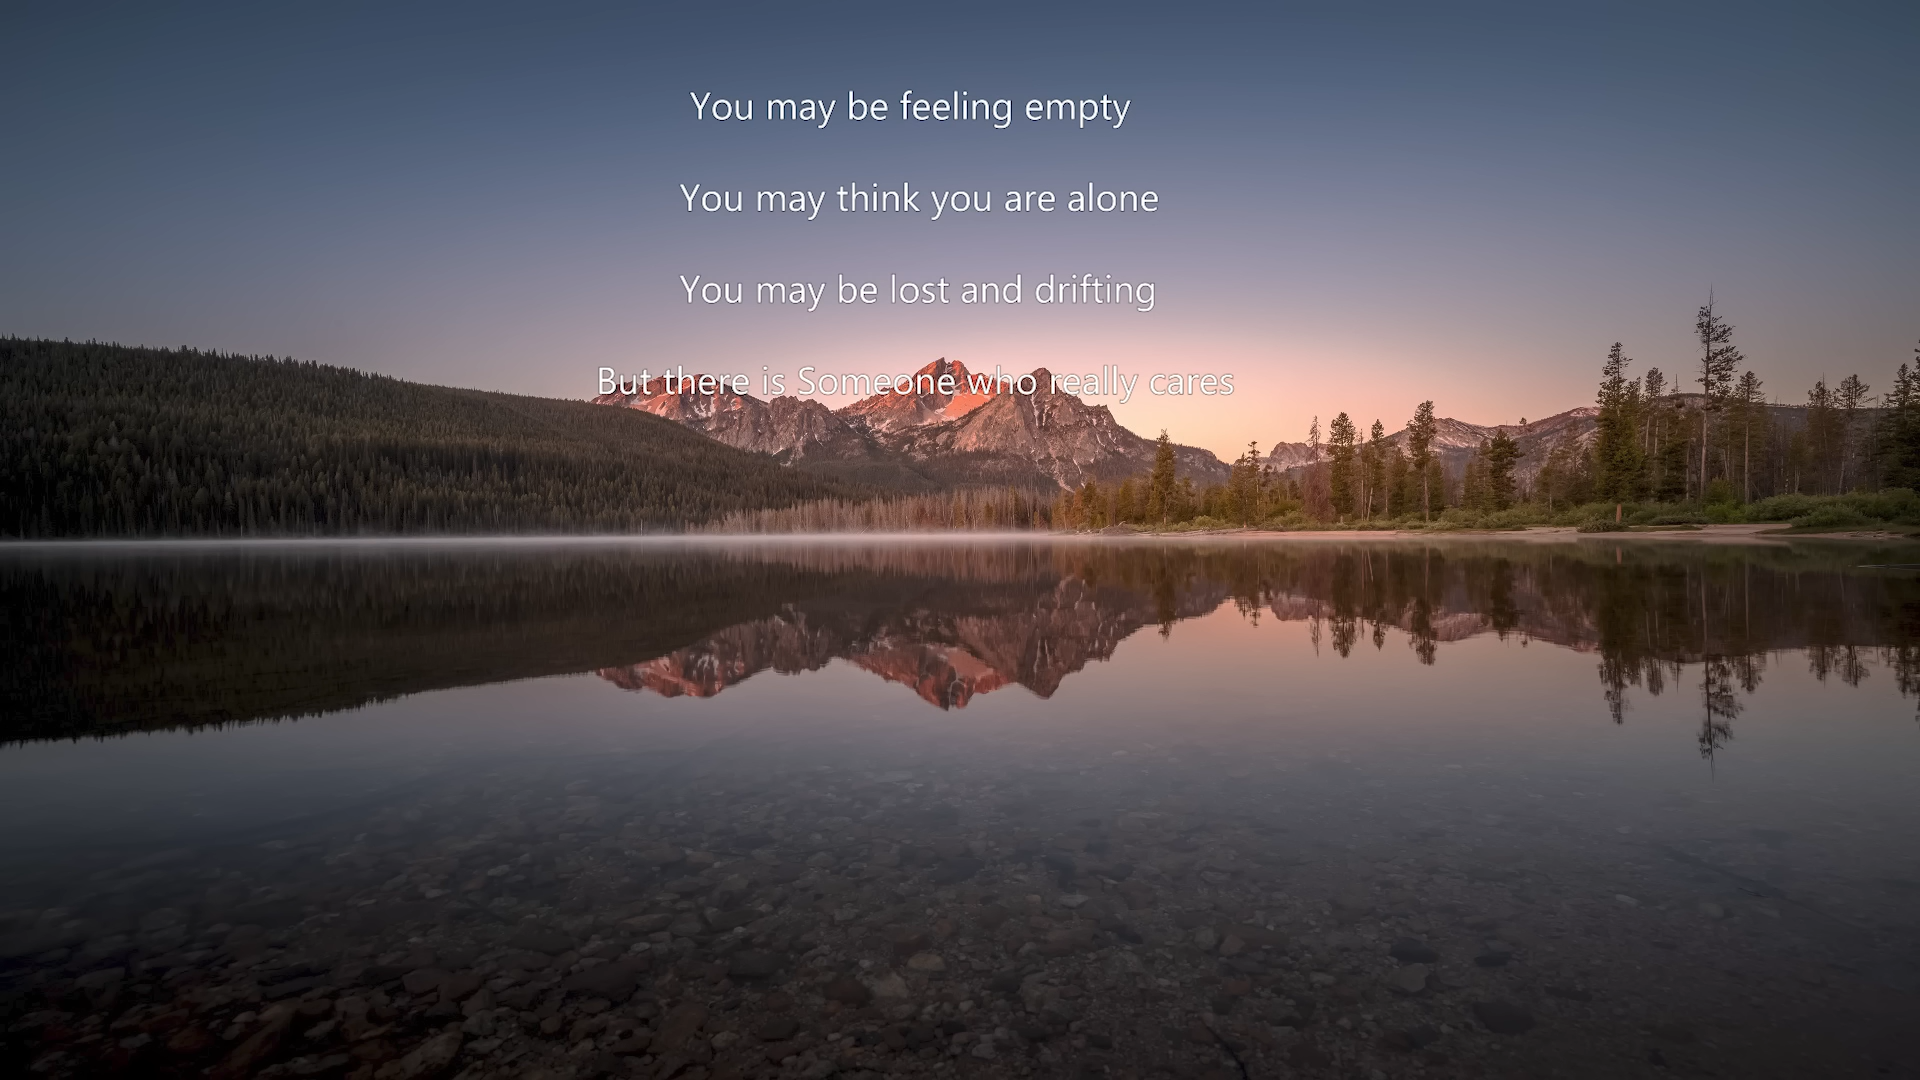 You may be feeling empty
You may think you are alone
You may be lost and drifting
But there is Someone who really cares